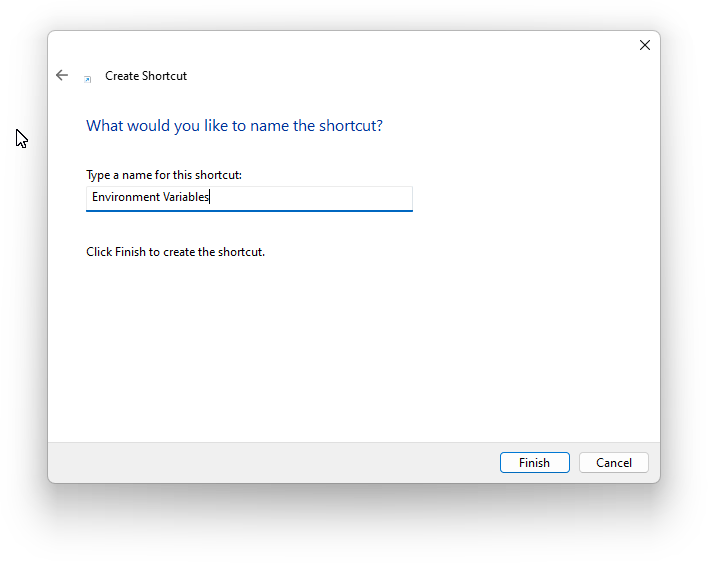 Create Shortcut
What would you like to name the shortcut?
Type a name for this shortcut:
Environment Variables
Click Finish to create the shortcut.
Finish
Cancel